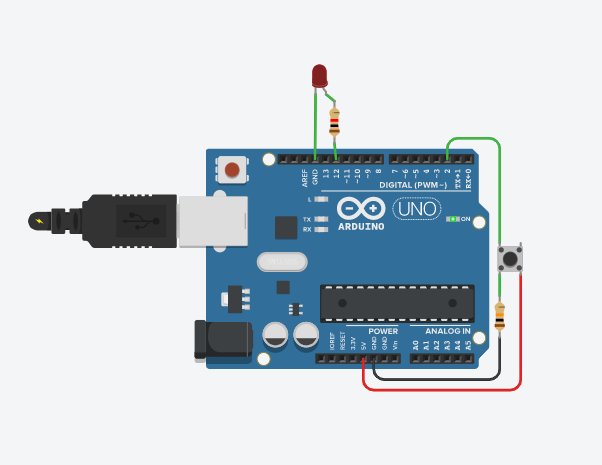 AREF
GND
13
12
~11
~10
~9
8
7
~6
~5
4
~3
2
TX→1
RX←0
DIGITAL (PWM~)
L
TX
RX
ARDUINO
UNO
ON
IOREF
RESET
3.3V
5V
GND
GND
Vin
POWER
ANALOG IN
A0
A1
A2
A3
A4
A5